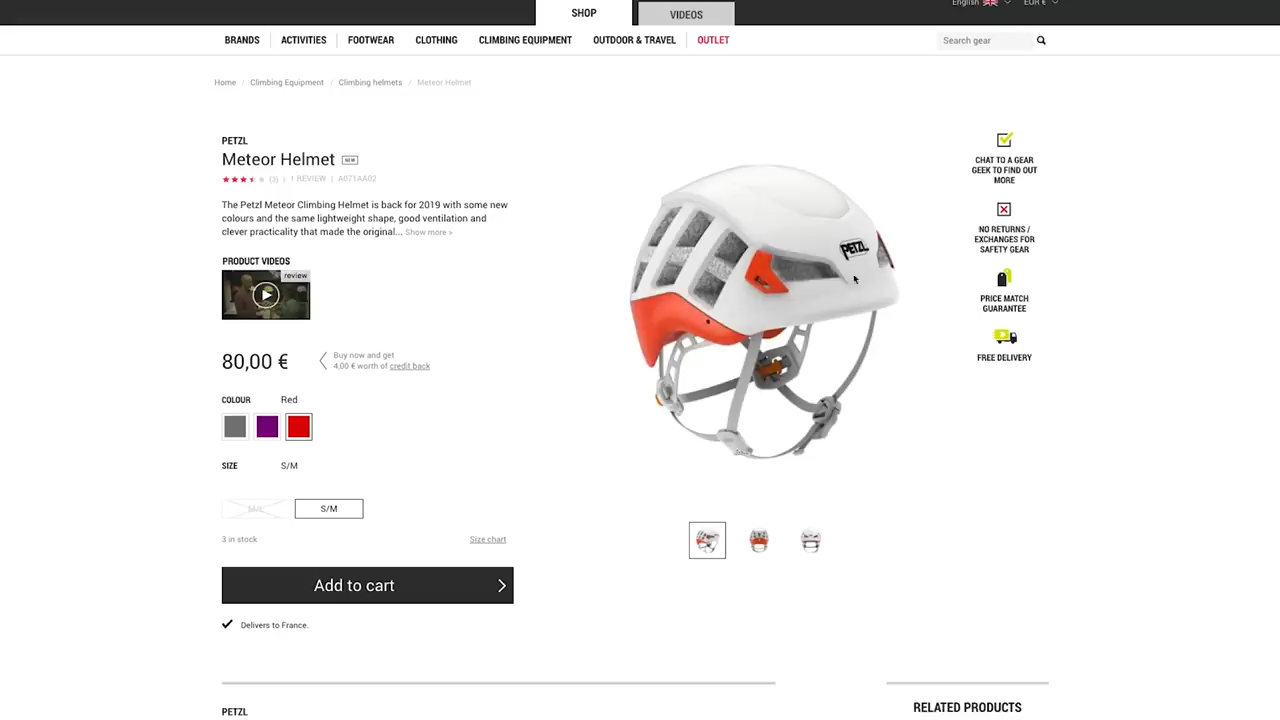 English
EUR €
SHOP
VIDEOS
BRANDS
ACTIVITIES
FOOTWEAR
CLOTHING
CLIMBING EQUIPMENT
OUTDOOR & TRAVEL
OUTLET
Search gear
Home / Climbing Equipment / Climbing helmets / Meteor Helmet
PETZL
Meteor Helmet NEW
(3) | 1 REVIEW | A071AA02
The Petzl Meteor Climbing Helmet is back for 2019 with some new
colours and the same lightweight shape, good ventilation and
clever practicality that made the original... Show more >
PRODUCT VIDEOS
review
80,00 €
Buy now and get
4,00 € worth of credit back
COLOUR Red
SIZE S/M
M/L
S/M
3 in stock
Size chart
Add to cart
Delivers to France.
PETZL
CHAT TO A GEAR
GEEK TO FIND OUT
MORE
NO RETURNS /
EXCHANGES FOR
SAFETY GEAR
PRICE MATCH
GUARANTEE
FREE DELIVERY
PETZL
RELATED PRODUCTS